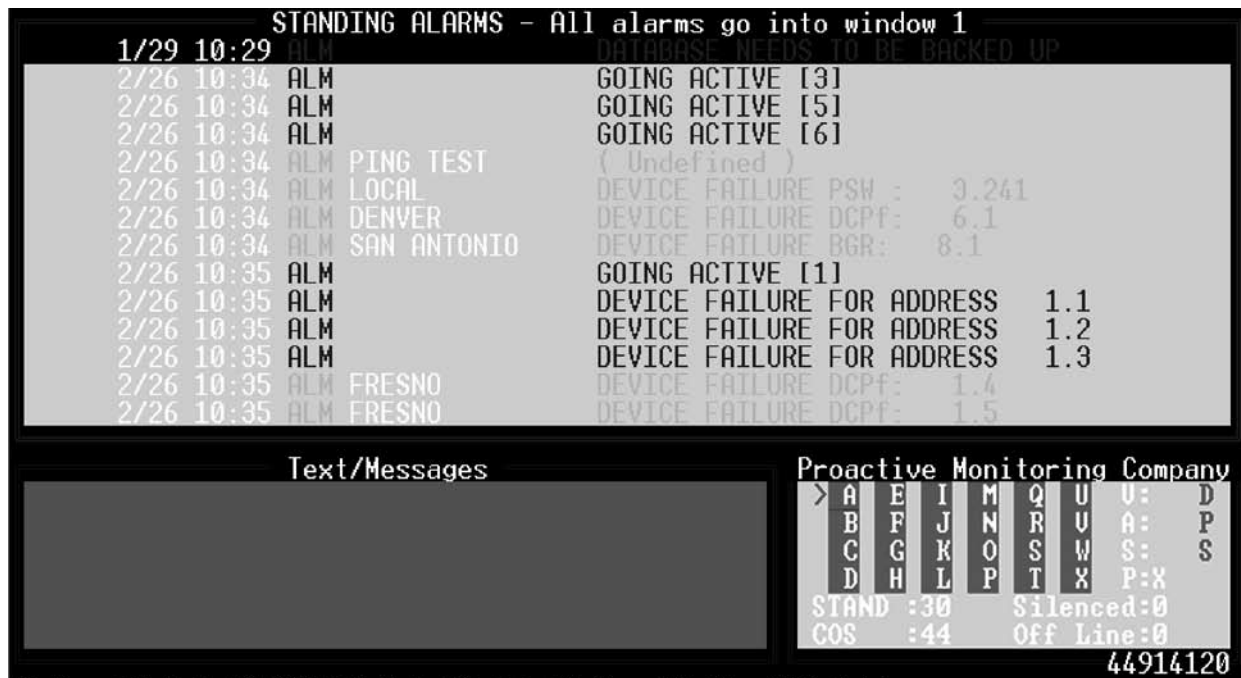 STANDING ALARMS - All alarms go into window 1
1/29 10:29 ALM DATABASE NEEDS TO BE BACKED UP
2/26 10:34 ALM GOING ACTIVE [3]
2/26 10:34 ALM GOING ACTIVE [5]
2/26 10:34 ALM GOING ACTIVE [6]
2/26 10:34 ALM PING TEST ( Undefined )
2/26 10:34 ALM LOCAL DEVICE FAILURE PSW : 3.241
2/26 10:34 ALM DENVER DEVICE FAILURE DCPf: 6.1
2/26 10:34 ALM SAN ANTONIO DEVICE FAILURE BGR: 8.1
2/26 10:35 ALM GOING ACTIVE [1]
2/26 10:35 ALM DEVICE FAILURE FOR ADDRESS 1.1
2/26 10:35 ALM DEVICE FAILURE FOR ADDRESS 1.2
2/26 10:35 ALM DEVICE FAILURE FOR ADDRESS 1.3
2/26 10:35 ALM FRESNO DEVICE FAILURE DCPf: 1.4
2/26 10:35 ALM FRESNO DEVICE FAILURE DCPf: 1.5
Text/Messages
Proactive Monitoring Company
> A E I M Q U U: D
B F J N R V A: P
C G K O S W S: S
D H L P T X P:X
STAND :30 Silenced:0
COS :44 Off Line:0
44914120